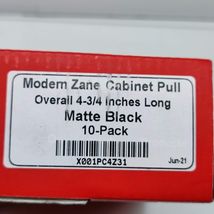 Modern Zane Cabinet Pull
Overall 4-3/4 Inches Long
Matte Black
10-Pack
X001PC4Z31
Jun-21